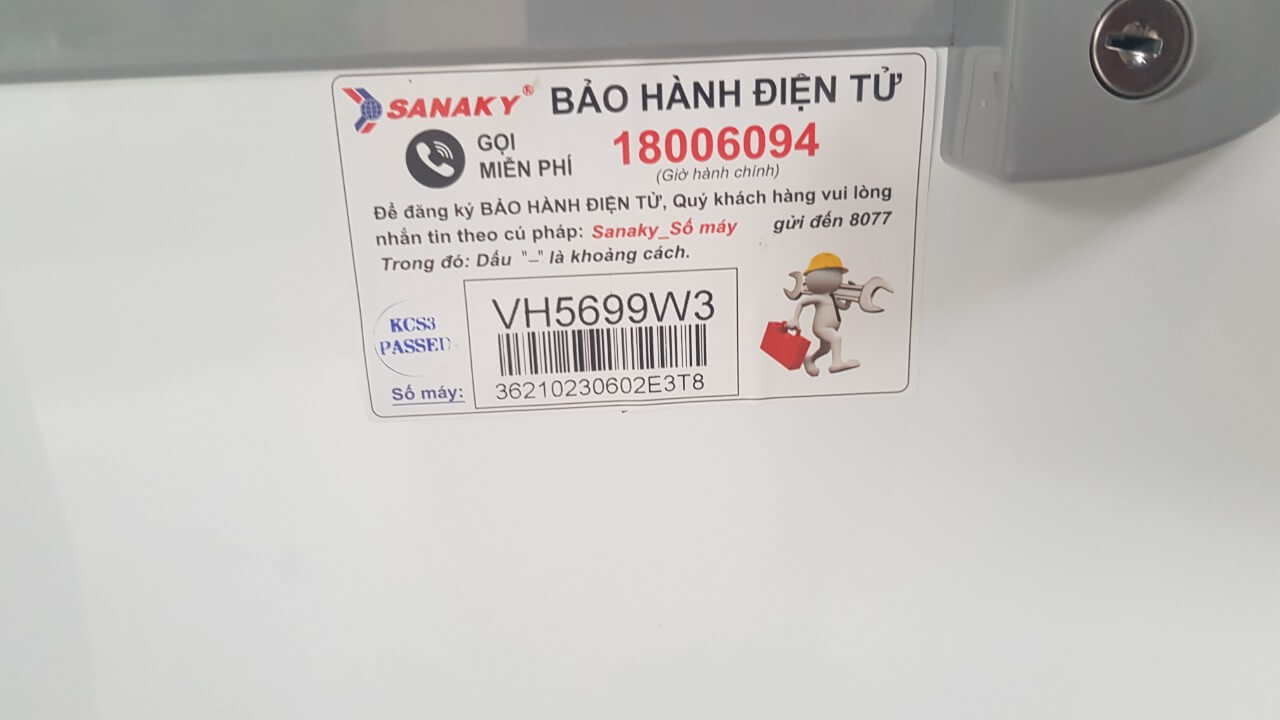 SANAKY® BẢO HÀNH ĐIỆN TỬ
GỌI
MIỄN PHÍ
18006094
(Giờ hành chính)
Để đăng ký BẢO HÀNH ĐIỆN TỬ, Quý khách hàng vui lòng
nhắn tin theo cú pháp: Sanaky_Số máy gửi đến 8077
Trong đó: Dấu "_" là khoảng cách.
KCS3
PASSED
VH5699W3
Số máy: 36210230602E3T8